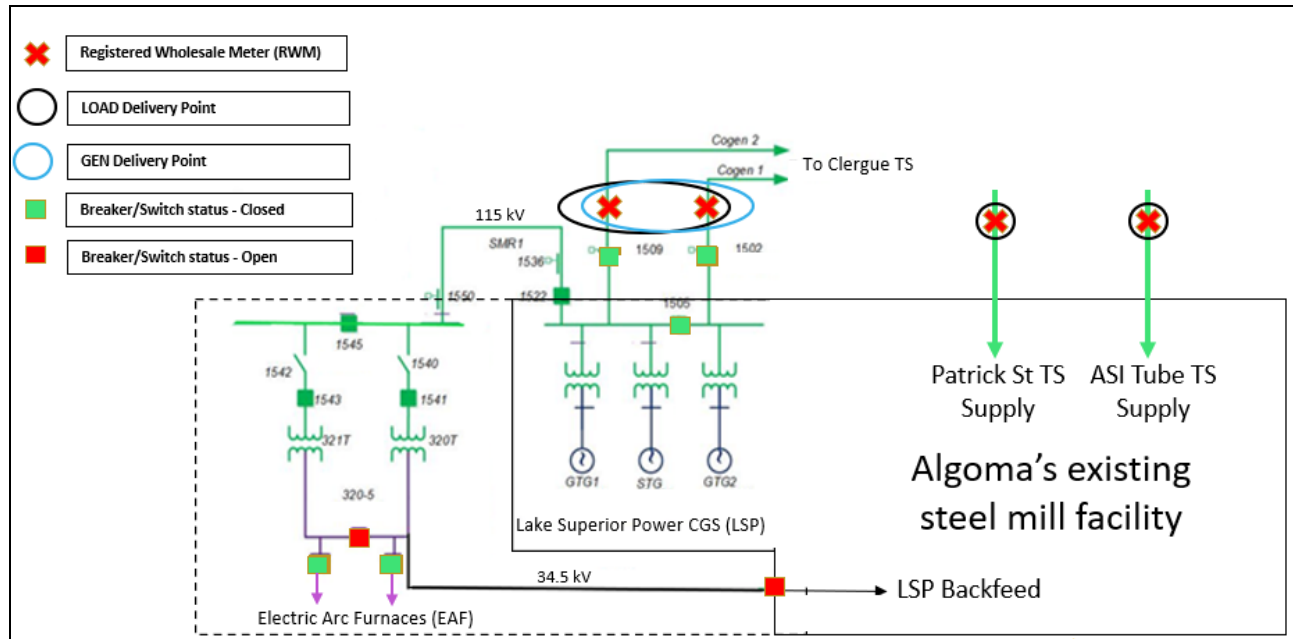 Registered Wholesale Meter (RWM)
LOAD Delivery Point
GEN Delivery Point
Breaker/Switch status - Closed
Breaker/Switch status - Open
Cogen 2
To Clergue TS
Cogen 1
115 kV
SMR1
1536
1509
1502
1550
1522
1505
1545
1542
1540
1543
1541
321T
320T
Patrick St TS
Supply
ASI Tube TS
Supply
GTG1
STG
GTG2
Algoma's existing
steel mill facility
320-5
Lake Superior Power CGS (LSP)
34.5 kV
LSP Backfeed
Electric Arc Furnaces (EAF)